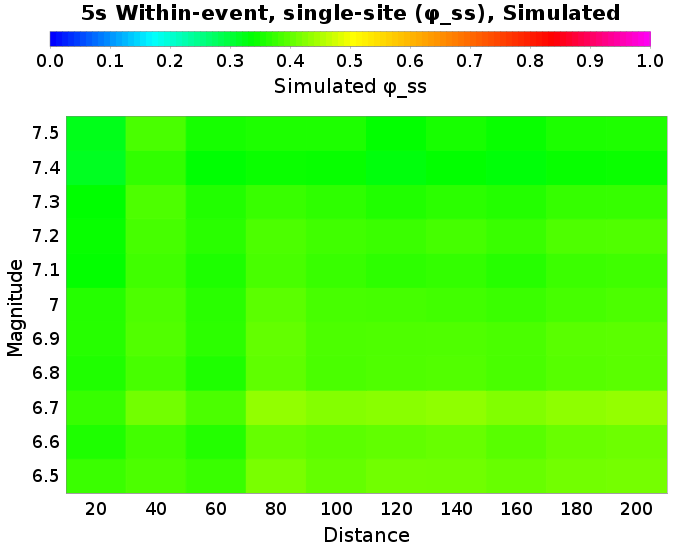 5s Within-event, single-site (φ_ss), Simulated
0.0 0.1 0.2 0.3 0.4 0.5 0.6 0.7 0.8 0.9 1.0
Simulated φ_ss
7.5
7.4
7.3
7.2
7.1
7
6.9
6.8
6.7
6.6
6.5
Magnitude
20 40 60 80 100 120 140 160 180 200
Distance